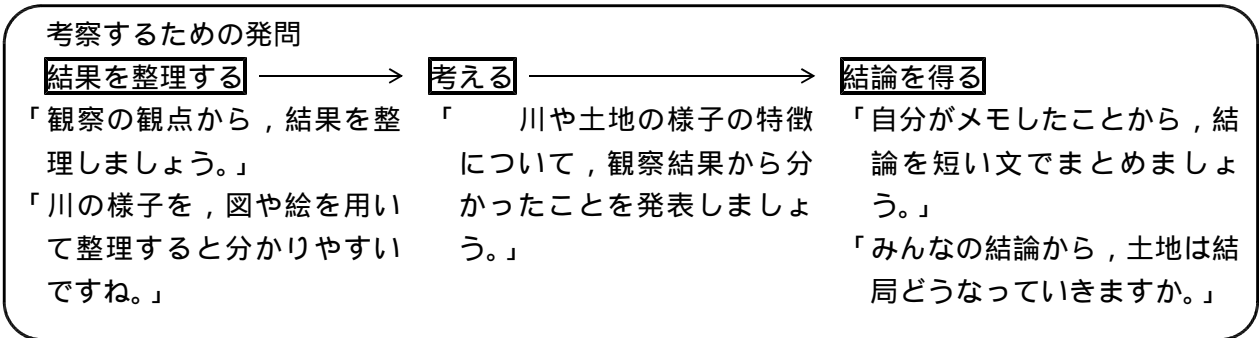 考察するための発問
結果を整理する → 考える → 結論を得る
「観察の観点から，結果を整
理しましょう。」
「川の様子を，図や絵を用い
て整理すると分かりやすい
ですね。」
「　　川や土地の様子の特徴
について，観察結果から分
かったことを発表しましょ
う。」
「自分がメモしたことから，結
論を短い文でまとめましょ
う。」
「みんなの結論から，土地は結
局どうなっていきますか。」